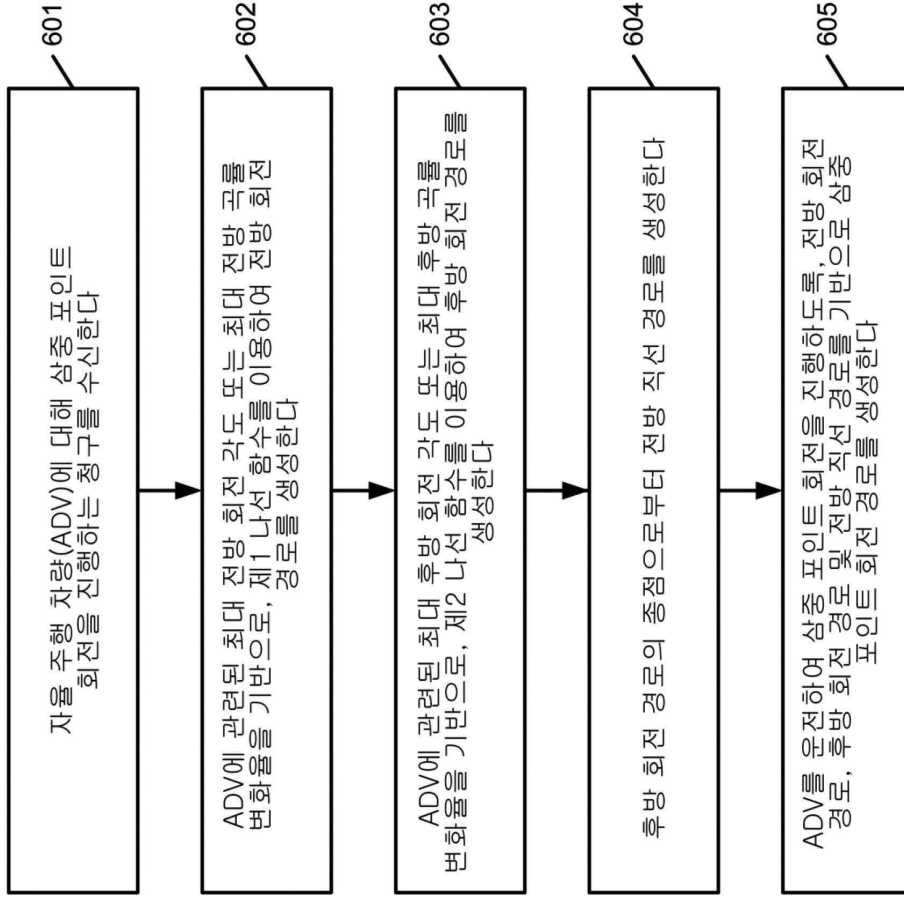 601
자율 주행 차량(ADV)에 대해 삼중 포인트
회전을 진행하는 청구를 수신한다
602
ADV에 관련된 최대 전방 회전 각도 또는 최대 전방 곡률
변화율을 기반으로, 제1 나선 함수를 이용하여 전방 회전
경로를 생성한다
603
ADV에 관련된 최대 후방 회전 각도 또는 최대 후방 곡률
변화율을 기반으로, 제2 나선 함수를 이용하여 후방 회전 경로를
생성한다
604
후방 회전 경로의 종점으로부터 전방 직선 경로를 생성한다
605
ADV를 운전하여 삼중 포인트 회전을 진행하도록, 전방 회전
경로, 후방 회전 경로 및 전방 직선 경로를 기반으로 삼중
포인트 회전 경로를 생성한다